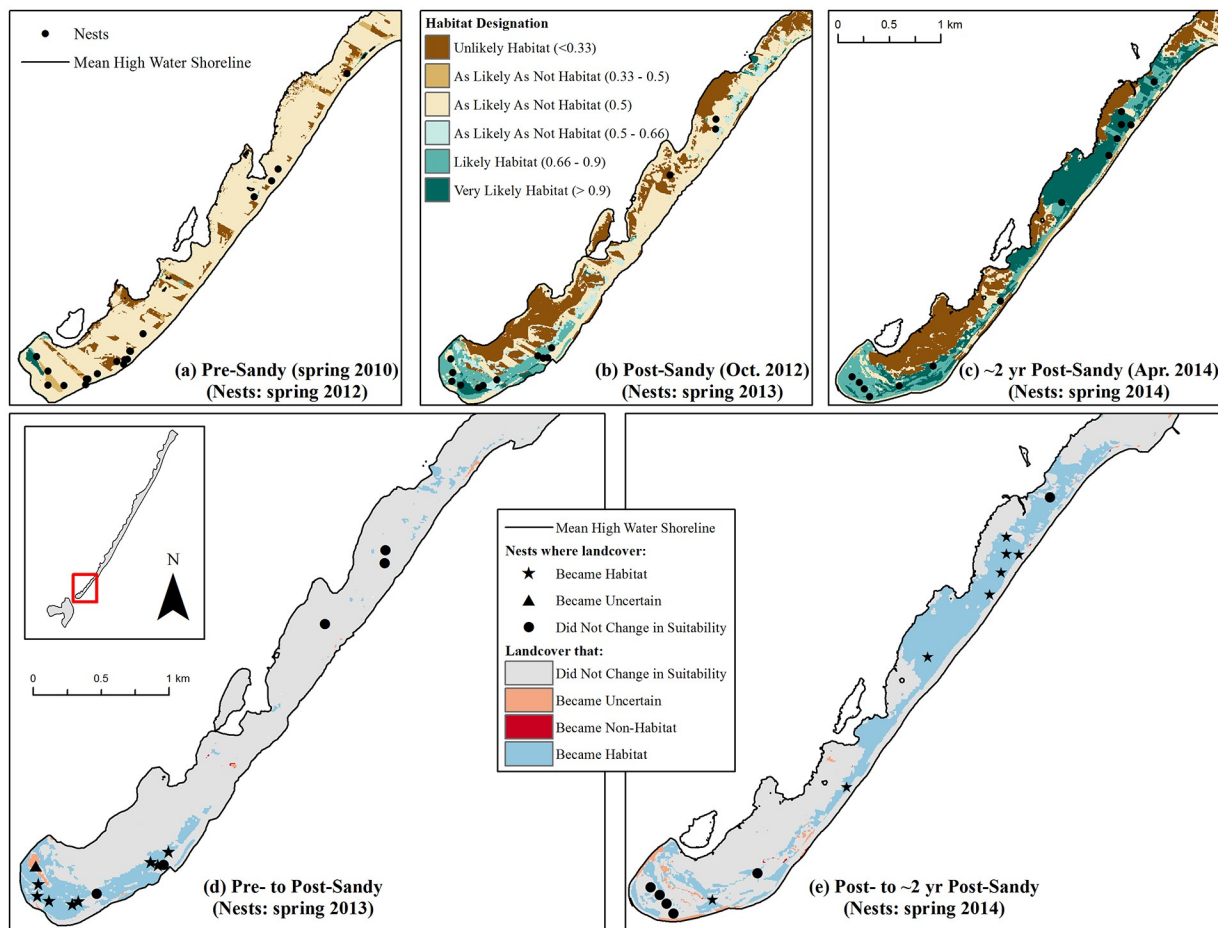 Nests
Mean High Water Shoreline
(a) Pre-Sandy (spring 2010)
(Nests: spring 2012)
Habitat Designation
Unlikely Habitat (<0.33)
As Likely As Not Habitat (0.33 - 0.5)
As Likely As Not Habitat (0.5)
As Likely As Not Habitat (0.5 - 0.66)
Likely Habitat (0.66 - 0.9)
Very Likely Habitat (> 0.9)
(b) Post-Sandy (Oct. 2012)
(Nests: spring 2013)
0 0.5 1 km
(c) ~2 yr Post-Sandy (Apr. 2014)
(Nests: spring 2014)
N
0 0.5 1 km
(d) Pre- to Post-Sandy
(Nests: spring 2013)
Mean High Water Shoreline
Nests where landcover:
Became Habitat
Became Uncertain
Did Not Change in Suitability
Landcover that:
Did Not Change in Suitability
Became Uncertain
Became Non-Habitat
Became Habitat
(e) Post- to ~2 yr Post-Sandy
(Nests: spring 2014)